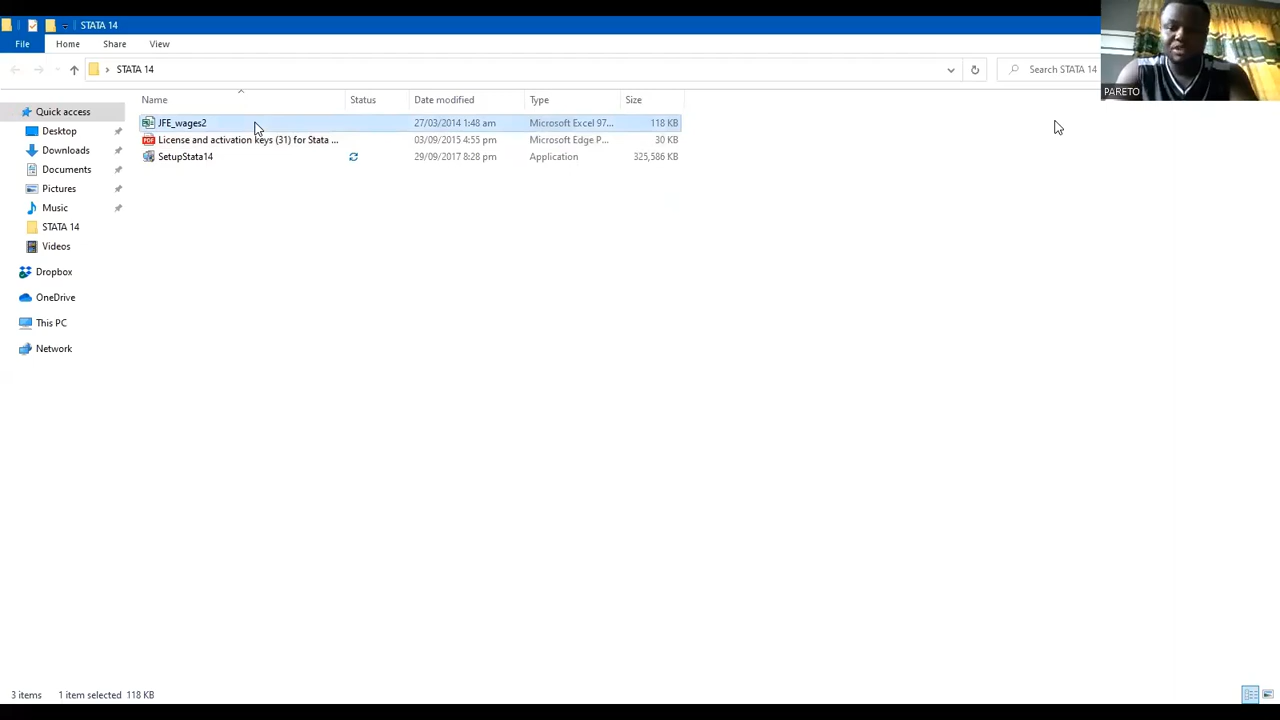 STATA 14
File Home Share View
STATA 14
Search STATA 14
PARETO
Name Status Date modified Type Size
Quick access
Desktop
Downloads
Documents
Pictures
Music
STATA 14
Videos
Dropbox
OneDrive
This PC
Network
JFE_wages2 27/03/2014 1:48 am Microsoft Excel 97... 118 KB
License and activation keys (31) for Stata ... 03/09/2015 4:55 pm Microsoft Edge P... 30 KB
SetupStata14 29/09/2017 8:28 pm Application 325,586 KB
3 items 1 item selected 118 KB